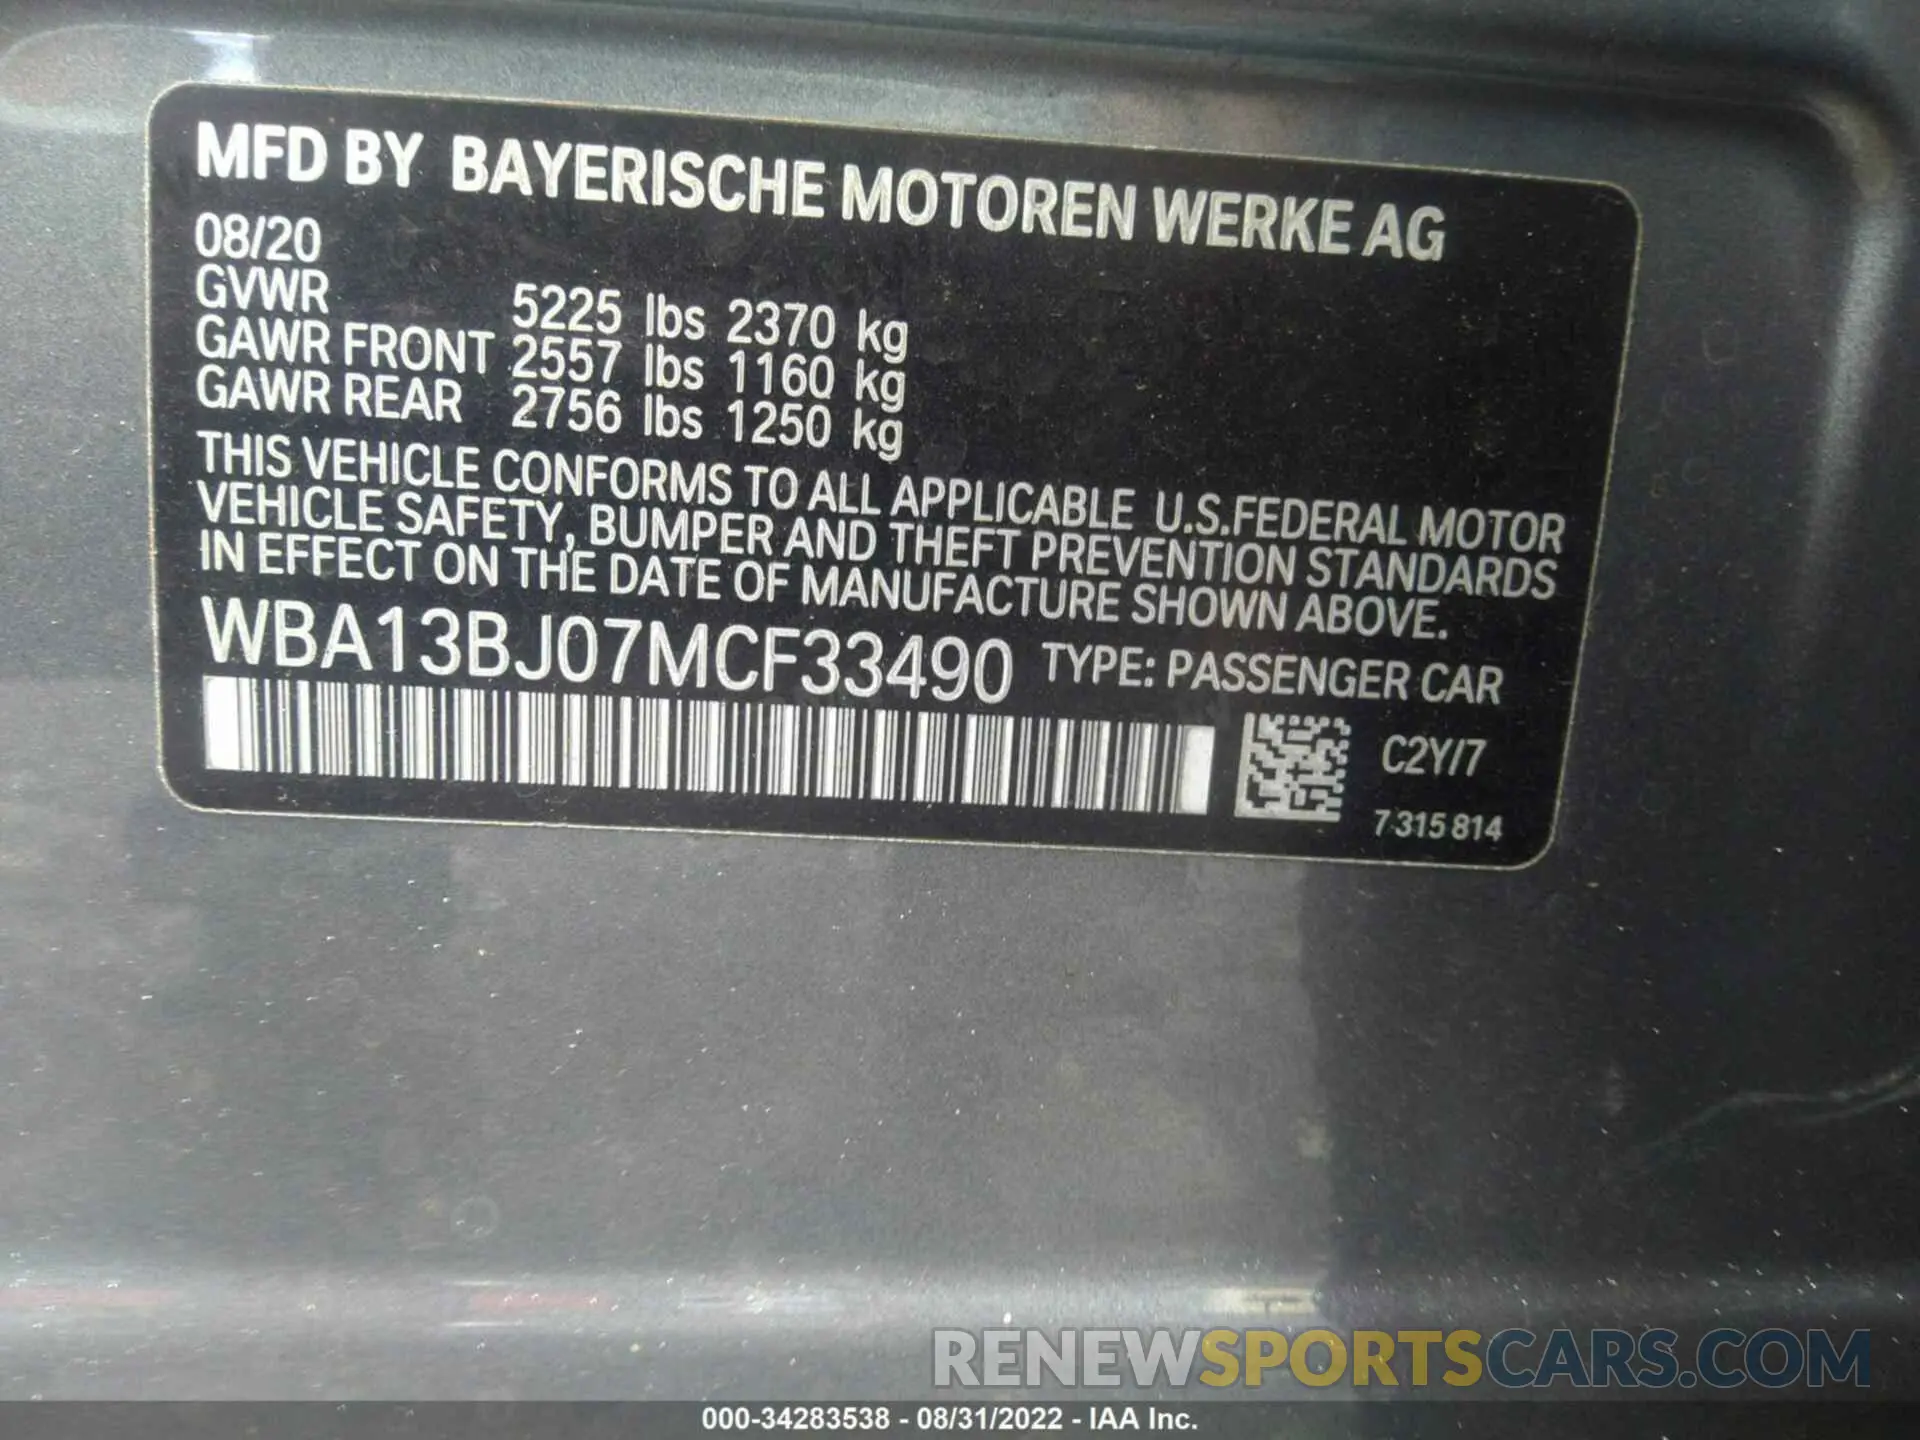 MFD BY BAYERISCHE MOTOREN WERKE AG
08/20
GVWR 5225 lbs 2370 kg
GAWR FRONT 2557 lbs 1160 kg
GAWR REAR 2756 lbs 1250 kg
THIS VEHICLE CONFORMS TO ALL APPLICABLE U.S.FEDERAL MOTOR
VEHICLE SAFETY, BUMPER AND THEFT PREVENTION STANDARDS
IN EFFECT ON THE DATE OF MANUFACTURE SHOWN ABOVE.
WBA13BJ07MCF33490 TYPE: PASSENGER CAR
C2Y/7
7 315 814
RENEWSPORTSCARS.COM
000-34283538 - 08/31/2022 - IAA Inc.